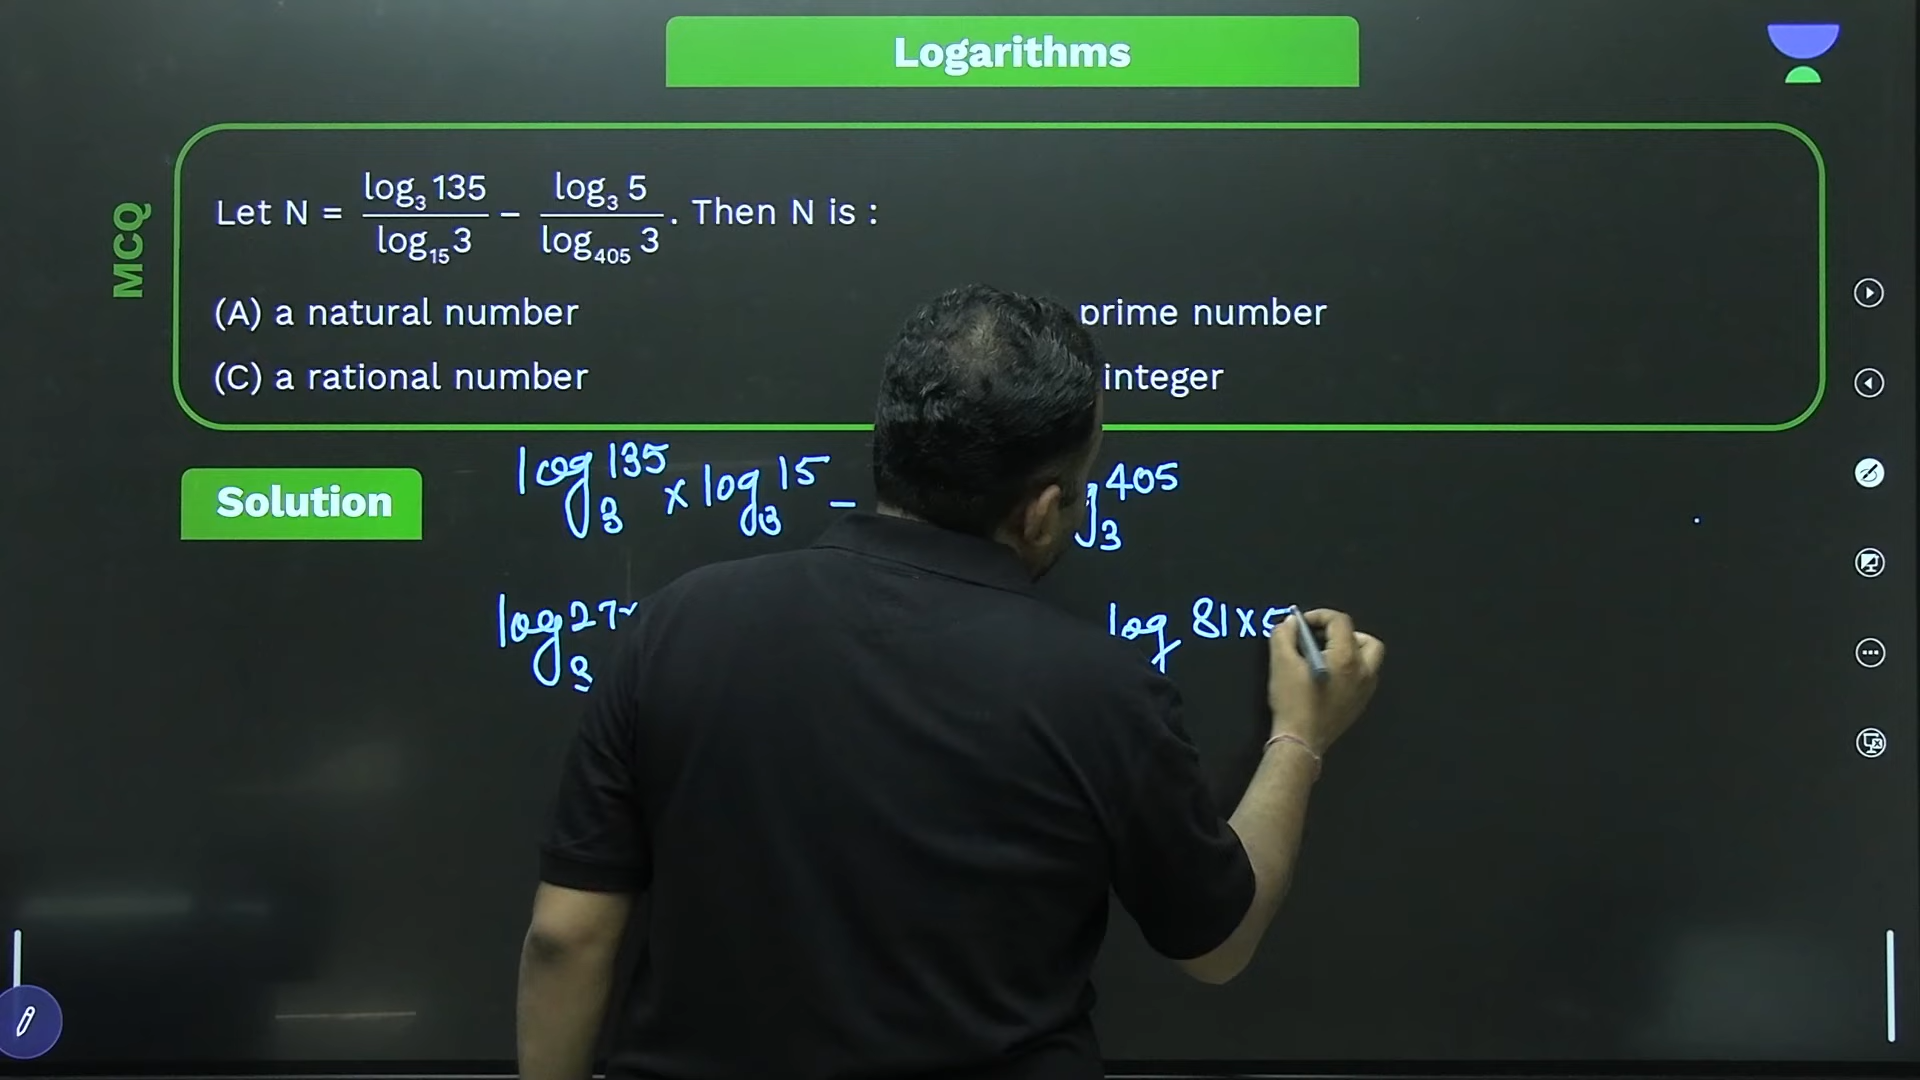 Logarithms
MCQ
Let N = log₃ 135 / log₁₅ 3 − log₃ 5 / log₄₀₅ 3 . Then N is :
(A) a natural number prime number
(C) a rational number integer
Solution
log₃ 135 × log₃ 15 − 3 405
log₃ 27 log 81×5